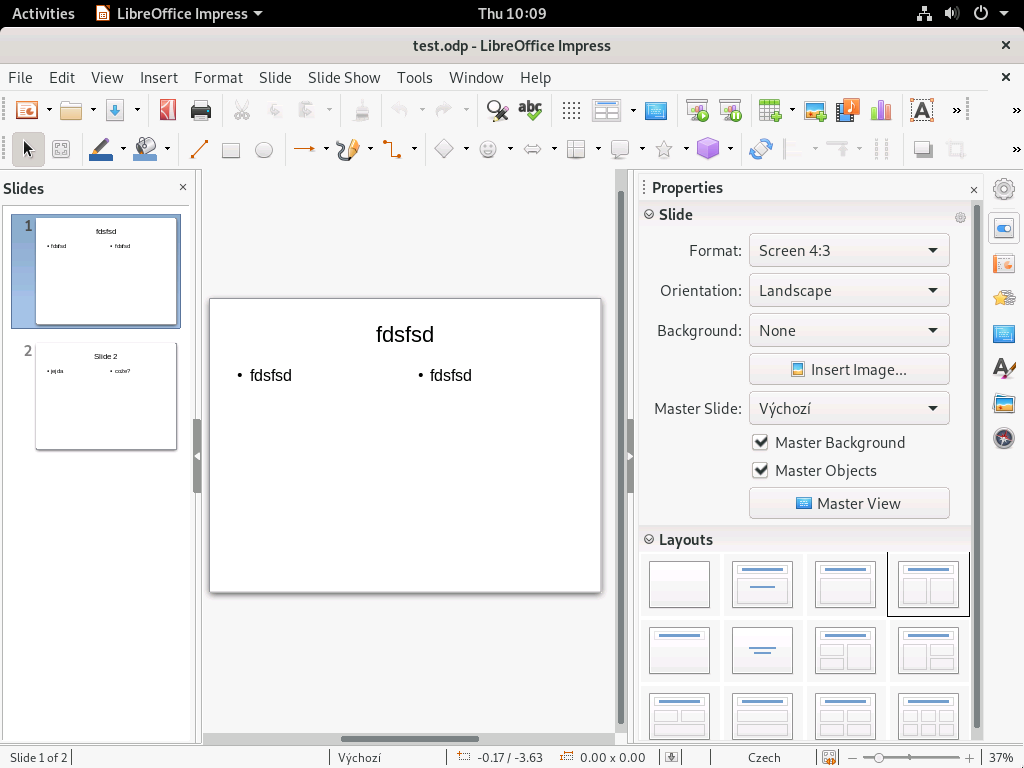 Activities LibreOffice Impress Thu 10:09
test.odp - LibreOffice Impress
File Edit View Insert Format Slide Slide Show Tools Window Help
abc
A
Slides
1
fdsfsd
• fdsfsd • fdsfsd
2
Slide 2
fdsfsd
• fdsfsd • fdsfsd
Properties
Slide
Format: Screen 4:3
Orientation: Landscape
Background: None
Insert Image...
Master Slide: Výchozí
Master Background
Master Objects
Master View
Layouts
Slide 1 of 2 Výchozí -0.17 / -3.63 0.00 x 0.00 Czech 37%